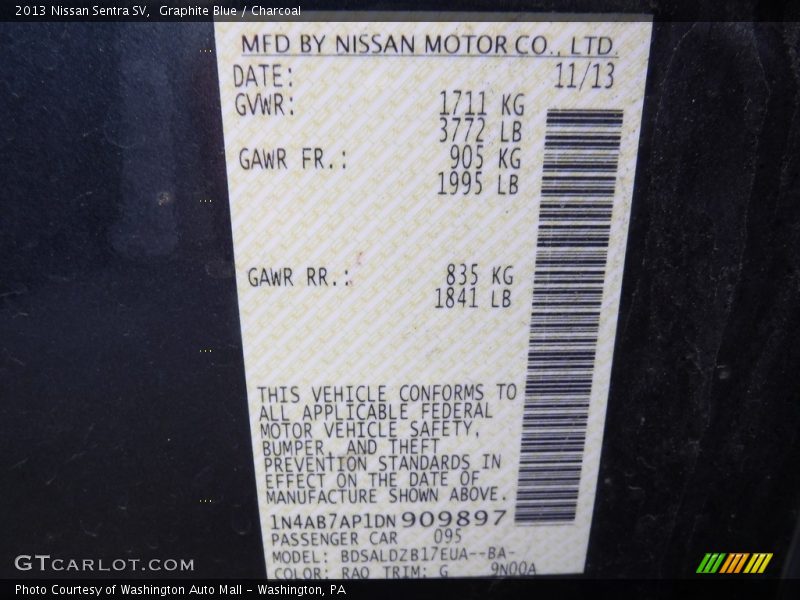 2013 Nissan Sentra SV, Graphite Blue / Charcoal
MFD BY NISSAN MOTOR CO., LTD.
DATE: 11/13
GVWR: 1711 KG
3772 LB
GAWR FR.: 905 KG
1995 LB
GAWR RR.: 835 KG
1841 LB
THIS VEHICLE CONFORMS TO
ALL APPLICABLE FEDERAL
MOTOR VEHICLE SAFETY,
BUMPER, AND THEFT
PREVENTION STANDARDS IN
EFFECT ON THE DATE OF
MANUFACTURE SHOWN ABOVE.
1N4AB7AP1DN909897
PASSENGER CAR 095
MODEL: BDSALDZB17EUA--BA-
COLOR: RAQ TRIM: G 9N00A
GTCARLOT.COM
Photo Courtesy of Washington Auto Mall - Washington, PA